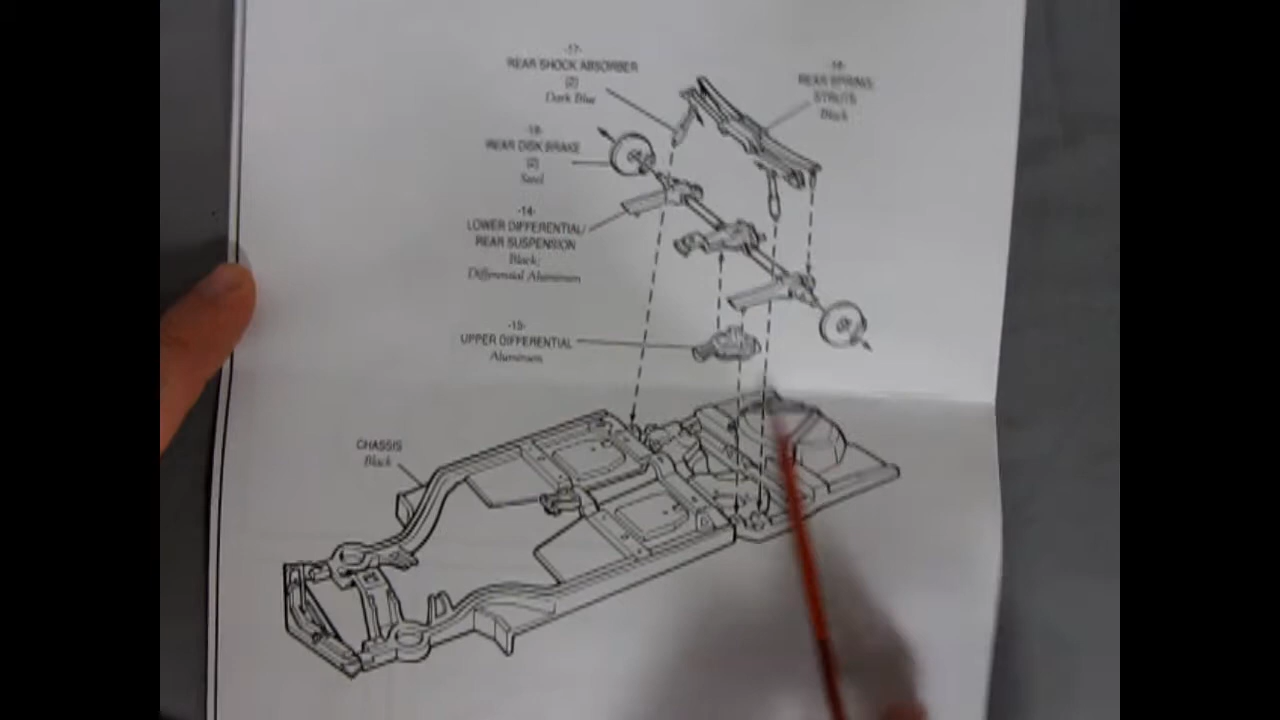 -17-
REAR SHOCK ABSORBER
(2)
Dark Blue
-16-
REAR SPRING/
STRUTS
Black
-18-
REAR DISK BRAKE
(2)
Steel
-14-
LOWER DIFFERENTIAL/
REAR SUSPENSION
Black;
Differential Aluminum
-15-
UPPER DIFFERENTIAL
Aluminum
CHASSIS
Black